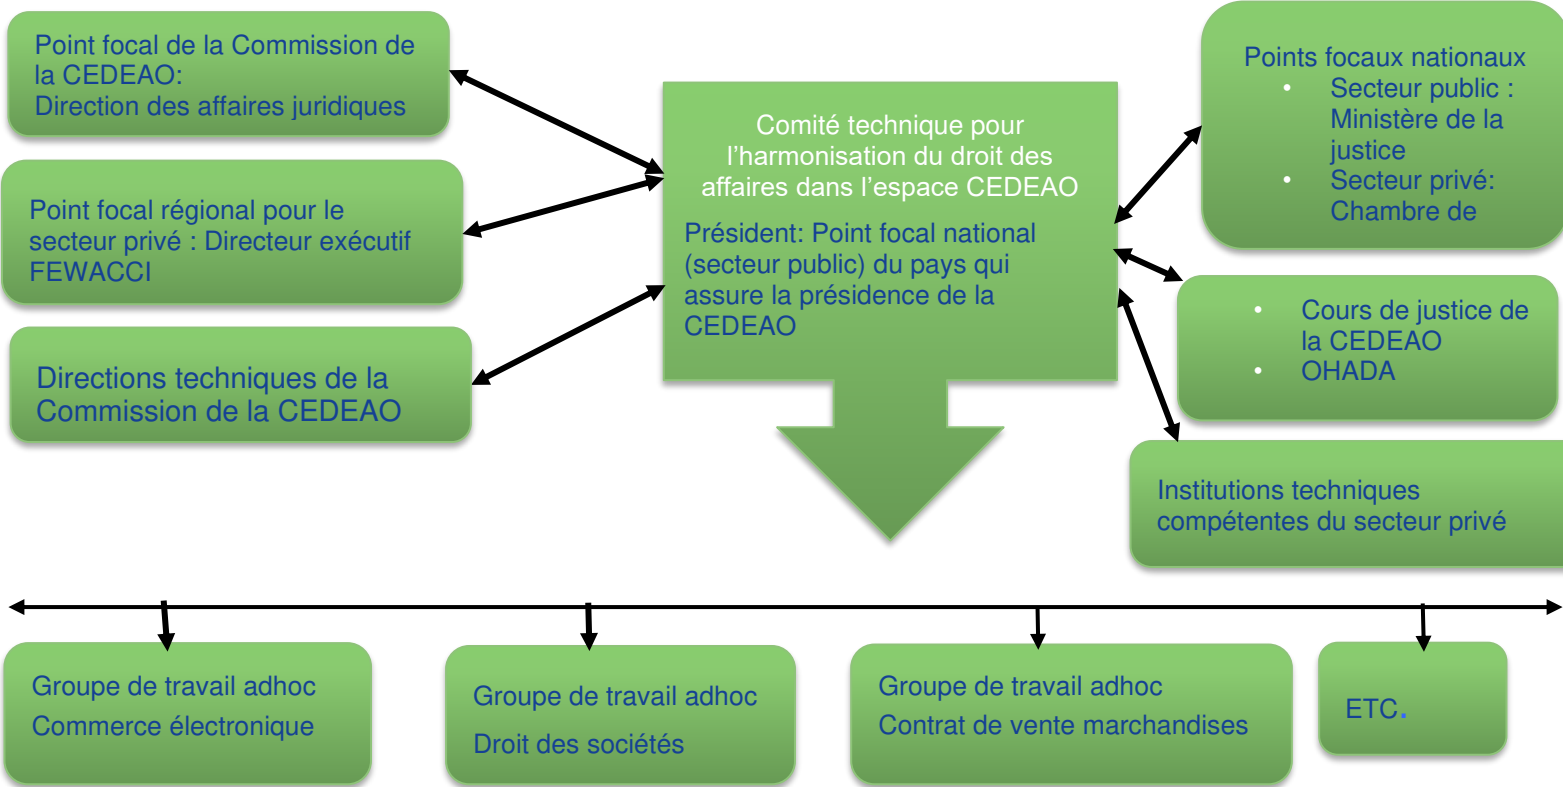 Point focal de la Commission de
la CEDEAO:
Direction des affaires juridiques
Point focal régional pour le
secteur privé : Directeur exécutif
FEWACCI
Directions techniques de la
Commission de la CEDEAO
Comité technique pour
l’harmonisation du droit des
affaires dans l’espace CEDEAO
Président: Point focal national
(secteur public) du pays qui
assure la présidence de la
CEDEAO
Points focaux nationaux
• Secteur public :
Ministère de la
justice
• Secteur privé:
Chambre de
• Cours de justice de
la CEDEAO
• OHADA
Institutions techniques
compétentes du secteur privé
Groupe de travail adhoc
Commerce électronique
Groupe de travail adhoc
Droit des sociétés
Groupe de travail adhoc
Contrat de vente marchandises
ETC.